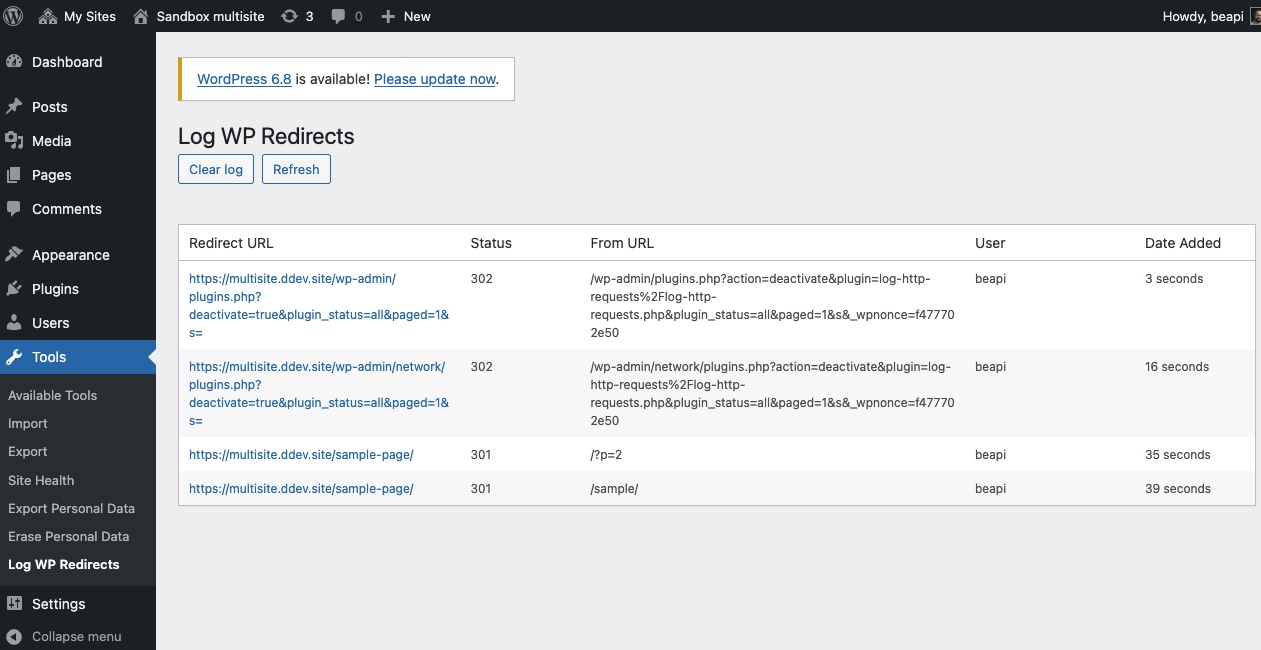 My Sites Sandbox multisite 3 0 New Howdy, beapi
Dashboard
Posts
Media
Pages
Comments
Appearance
Plugins
Users
Tools
Available Tools
Import
Export
Site Health
Export Personal Data
Erase Personal Data
Log WP Redirects
Settings
Collapse menu
WordPress 6.8 is available! Please update now.
Log WP Redirects
Clear log Refresh
Redirect URL Status From URL User Date Added
https://multisite.ddev.site/wp-admin/ 302 /wp-admin/plugins.php?action=deactivate&plugin=log-http- beapi 3 seconds
plugins.php? requests%2Flog-http-
deactivate=true&plugin_status=all&paged=1& requests.php&plugin_status=all&paged=1&s&_wpnonce=f47770
s= 2e50
https://multisite.ddev.site/wp-admin/network/ 302 /wp-admin/network/plugins.php?action=deactivate&plugin=log- beapi 16 seconds
plugins.php? http-requests%2Flog-http-
deactivate=true&plugin_status=all&paged=1& requests.php&plugin_status=all&paged=1&s&_wpnonce=f47770
s= 2e50
https://multisite.ddev.site/sample-page/ 301 /?p=2 beapi 35 seconds
https://multisite.ddev.site/sample-page/ 301 /sample/ beapi 39 seconds